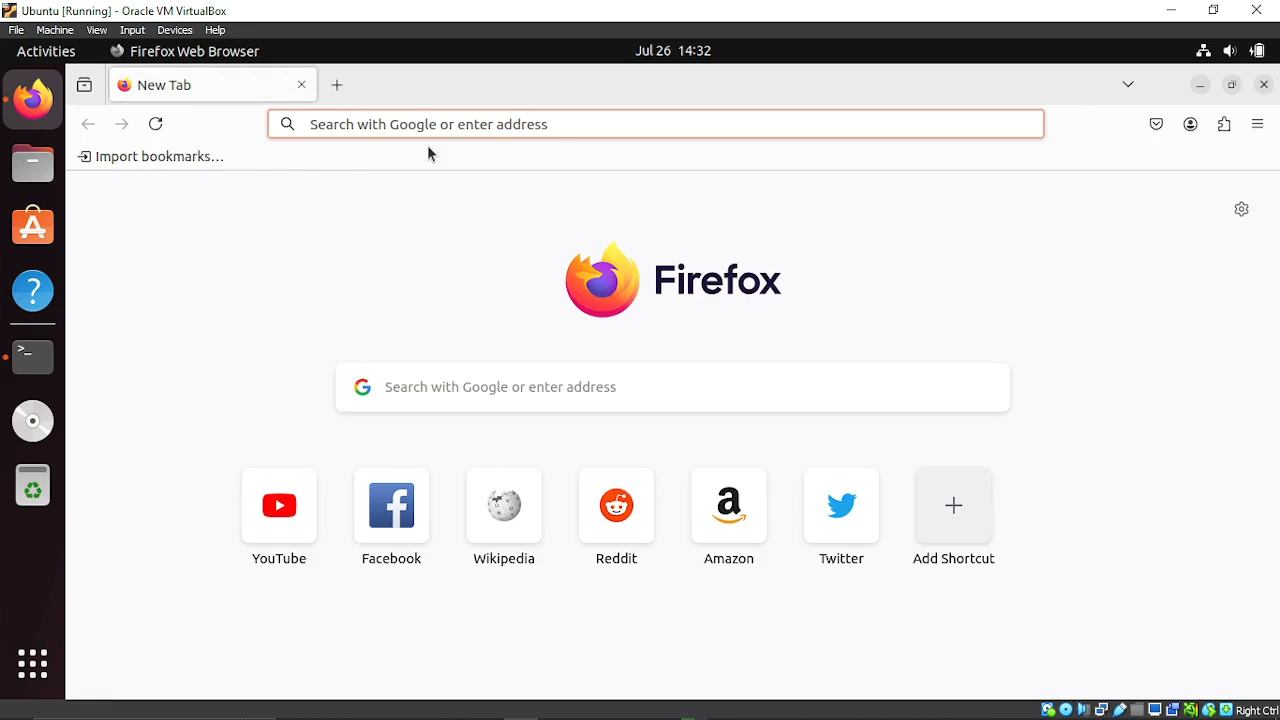 Ubuntu [Running] - Oracle VM VirtualBox
File Machine View Input Devices Help
Activities Firefox Web Browser Jul 26 14:32
New Tab
Search with Google or enter address
Import bookmarks...
Firefox
Search with Google or enter address
YouTube Facebook Wikipedia Reddit Amazon Twitter Add Shortcut
Right Ctrl